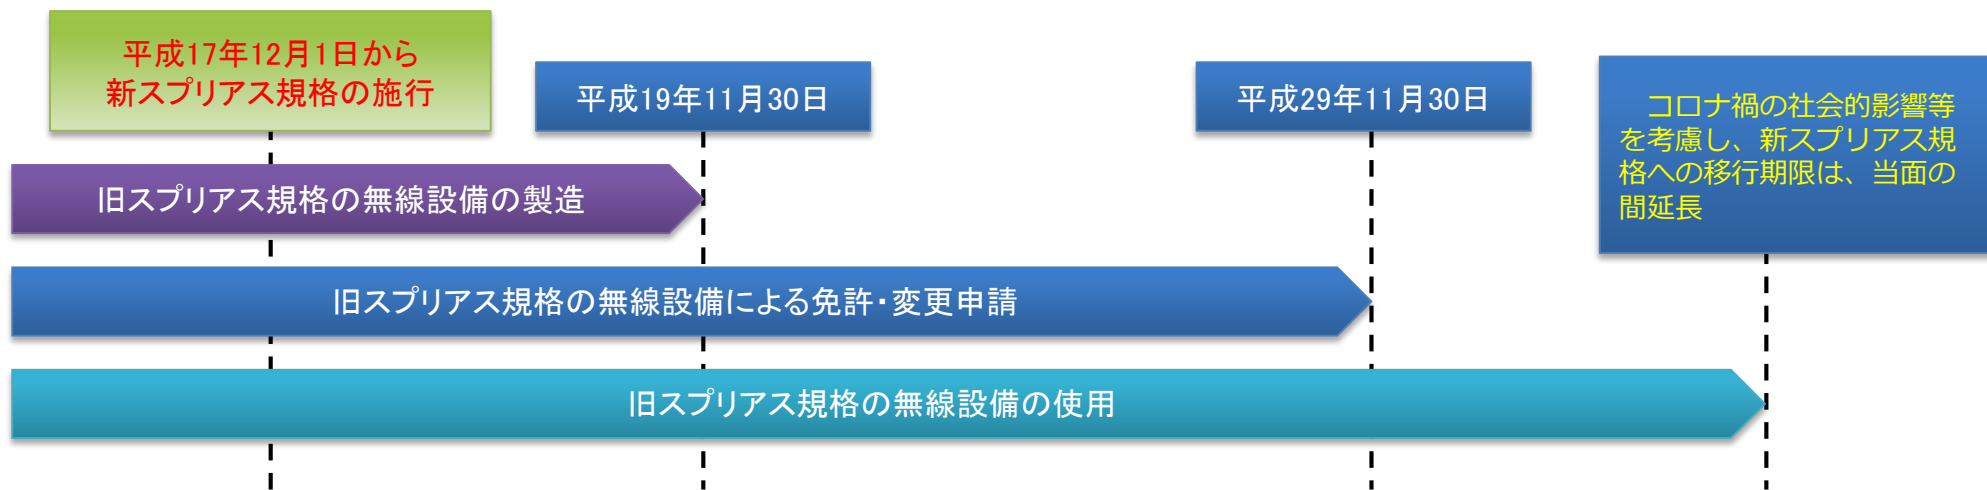 平成17年12月1日から
新スプリアス規格の施行
平成19年11月30日
平成29年11月30日
コロナ禍の社会的影響等
を考慮し、新スプリアス規
格への移行期限は、当面の
間延長
旧スプリアス規格の無線設備の製造
旧スプリアス規格の無線設備による免許・変更申請
旧スプリアス規格の無線設備の使用